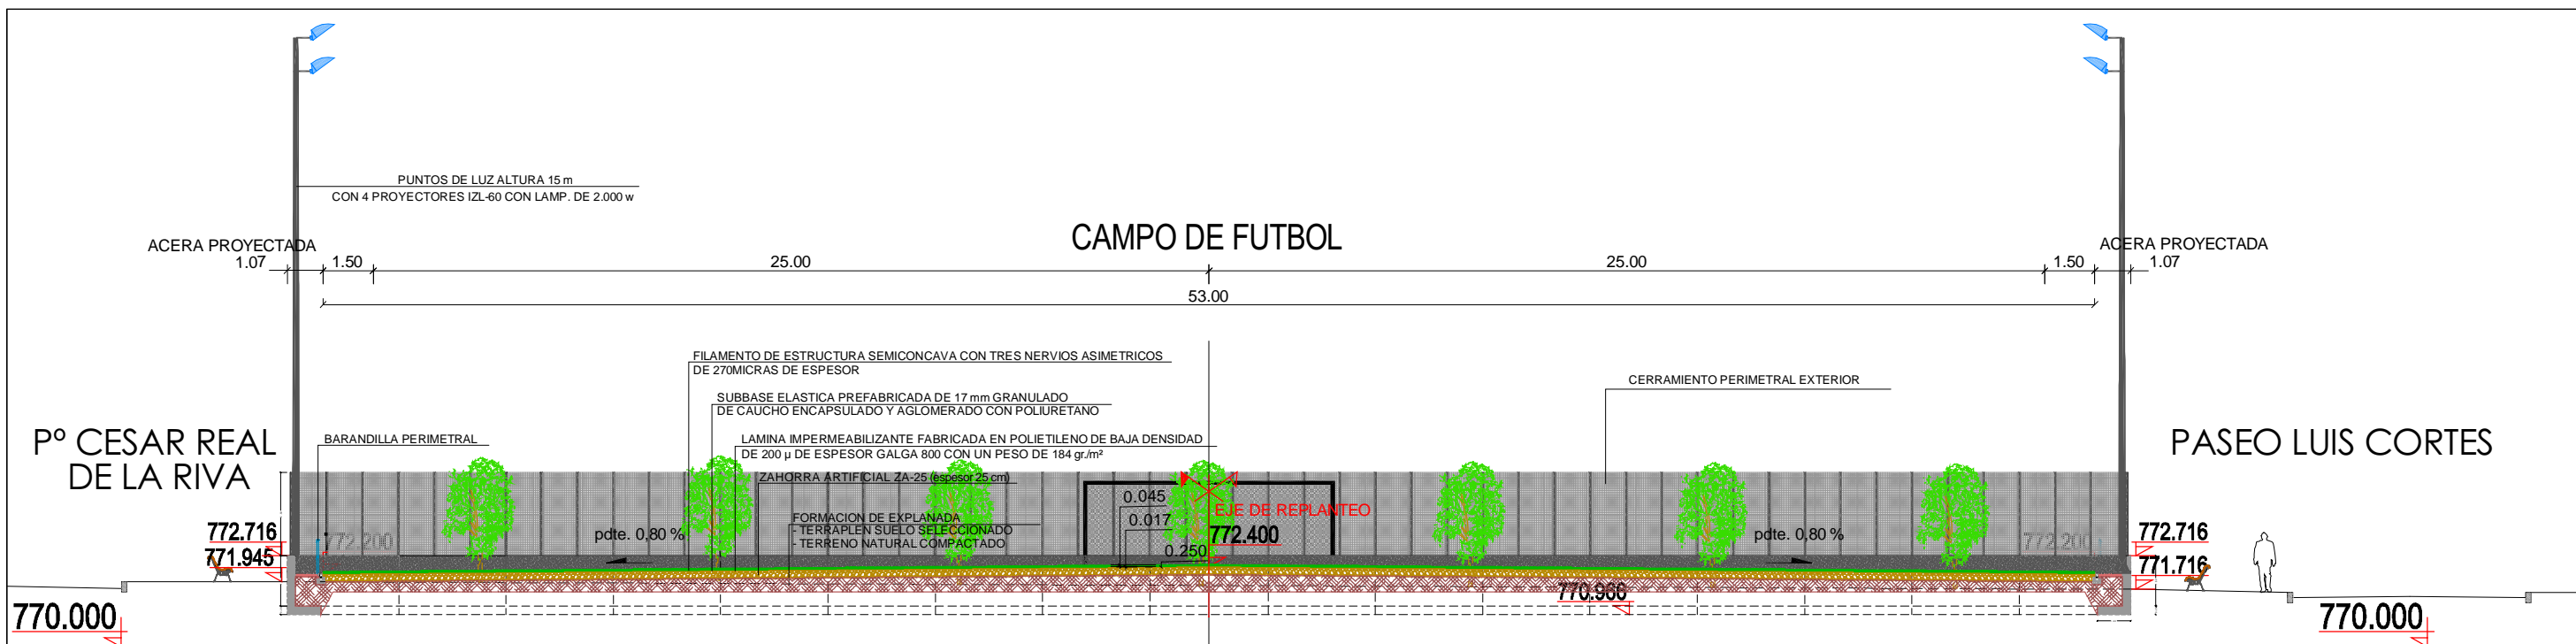 PUNTOS DE LUZ ALTURA 15 m
CON 4 PROYECTORES IZL-60 CON LAMP. DE 2.000 w
CAMPO DE FUTBOL
ACERA PROYECTADA
ACERA PROYECTADA
1.07
1.50
25.00
25.00
1.50
1.07
53.00
FILAMENTO DE ESTRUCTURA SEMICONCAVA CON TRES NERVIOS ASIMETRICOS
DE 270MICRAS DE ESPESOR
SUBBASE ELASTICA PREFABRICADA DE 17 mm GRANULADO
DE CAUCHO ENCAPSULADO Y AGLOMERADO CON POLIURETANO
CERRAMIENTO PERIMETRAL EXTERIOR
Pº CESAR REAL
DE LA RIVA
BARANDILLA PERIMETRAL
LAMINA IMPERMEABILIZANTE FABRICADA EN POLIETILENO DE BAJA DENSIDAD
DE 200 µ DE ESPESOR GALGA 800 CON UN PESO DE 184 gr./m²
PASEO LUIS CORTES
ZAHORRA ARTIFICIAL ZA-25 (espesor 25 cm)
0.045
EJE DE REPLANTEO
FORMACION DE EXPLANADA
- TERRAPLEN SUELO SELECCIONADO
- TERRENO NATURAL COMPACTADO
0.017
772.400
772.716
772.200
pdte. 0,80 %
pdte. 0,80 %
772.200
772.716
0.250
771.945
771.716
770.966
770.000
770.000